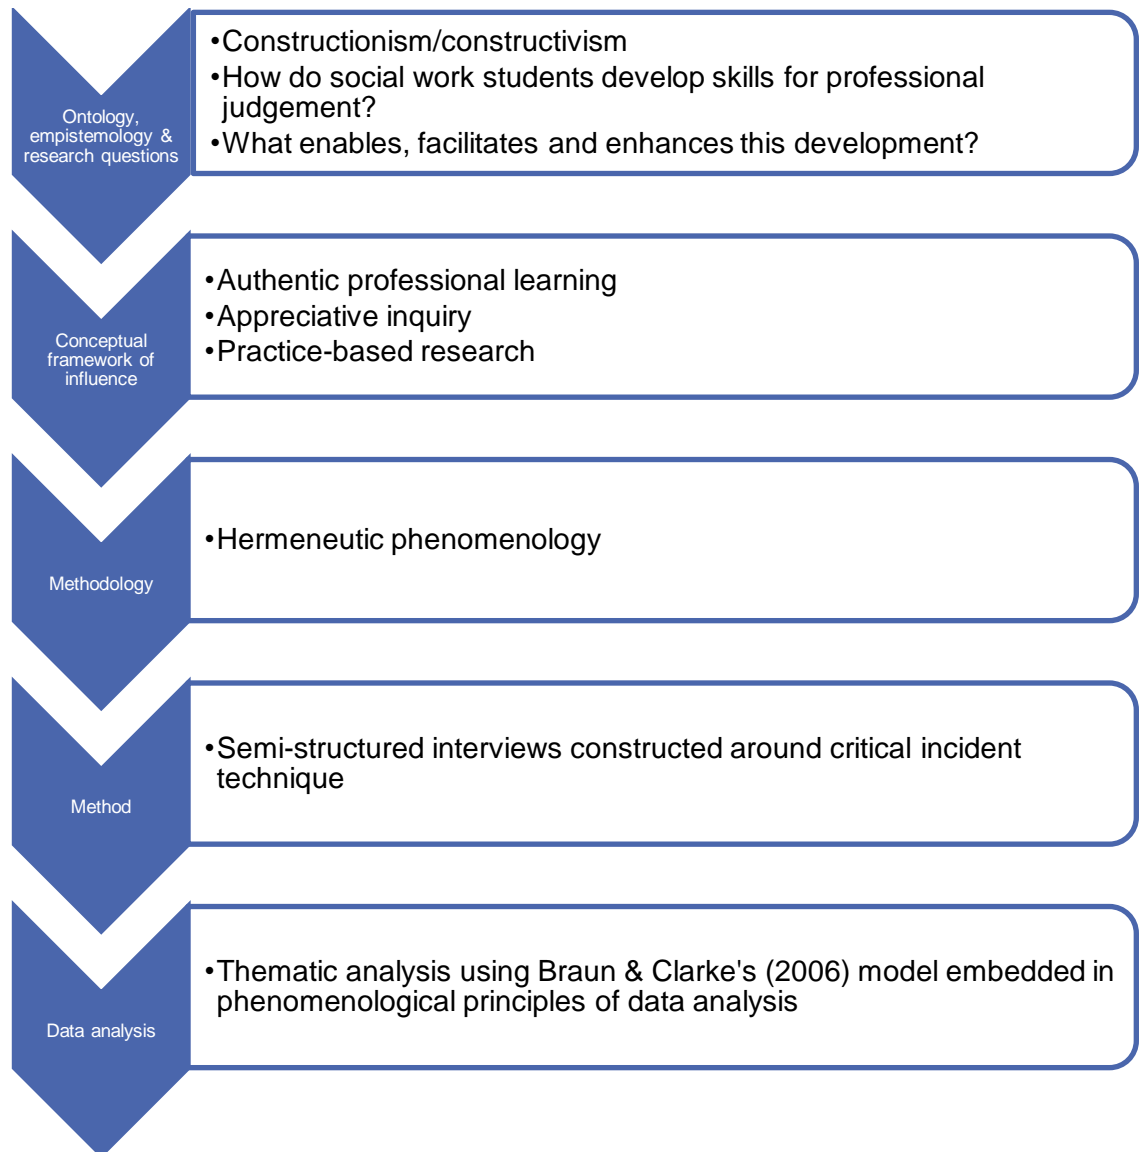 Ontology,
empistemology &
research questions
•Constructionism/constructivism
•How do social work students develop skills for professional
judgement?
•What enables, facilitates and enhances this development?
Conceptual
framework of
influence
•Authentic professional learning
•Appreciative inquiry
•Practice-based research
Methodology
•Hermeneutic phenomenology
Method
•Semi-structured interviews constructed around critical incident
technique
Data analysis
•Thematic analysis using Braun & Clarke's (2006) model embedded in
phenomenological principles of data analysis